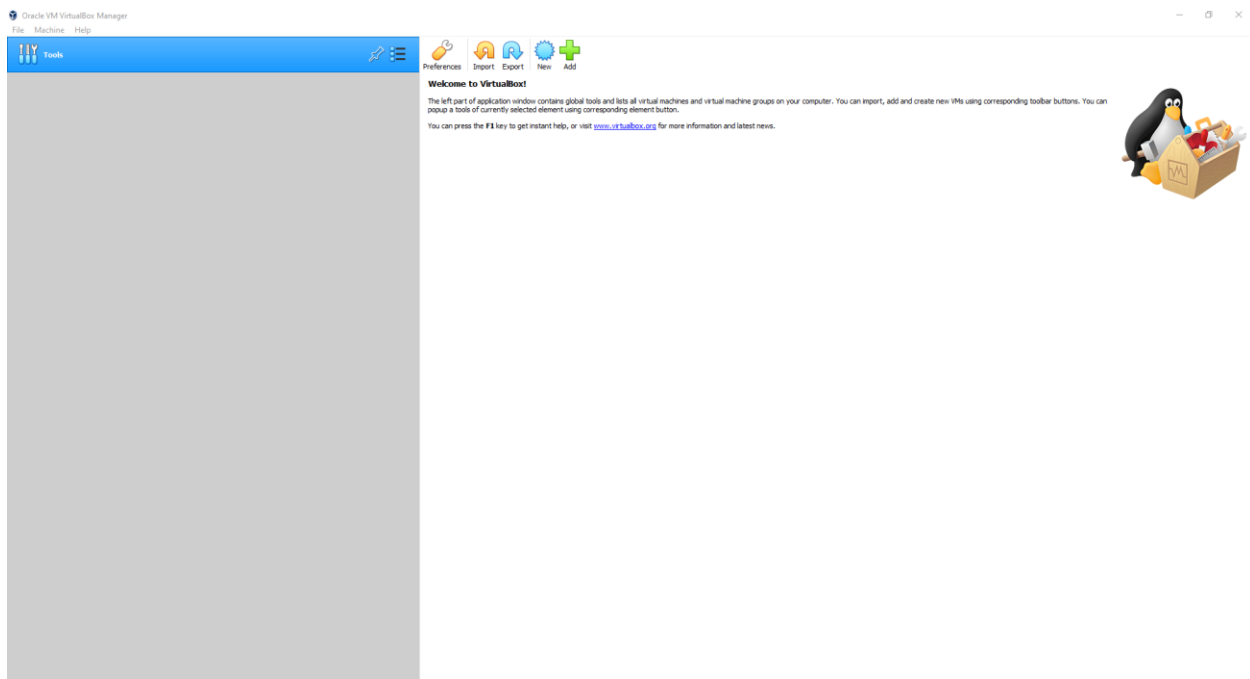 Oracle VM VirtualBox Manager
File Machine Help
Tools
Preferences Import Export New Add
Welcome to VirtualBox!
The left part of application window contains global tools and lists all virtual machines and virtual machine groups on your computer. You can import, add and create new VMs using corresponding toolbar buttons. You can
popup a tools of currently selected element using corresponding element button.
You can press the F1 key to get instant help, or visit www.virtualbox.org for more information and latest news.
VM